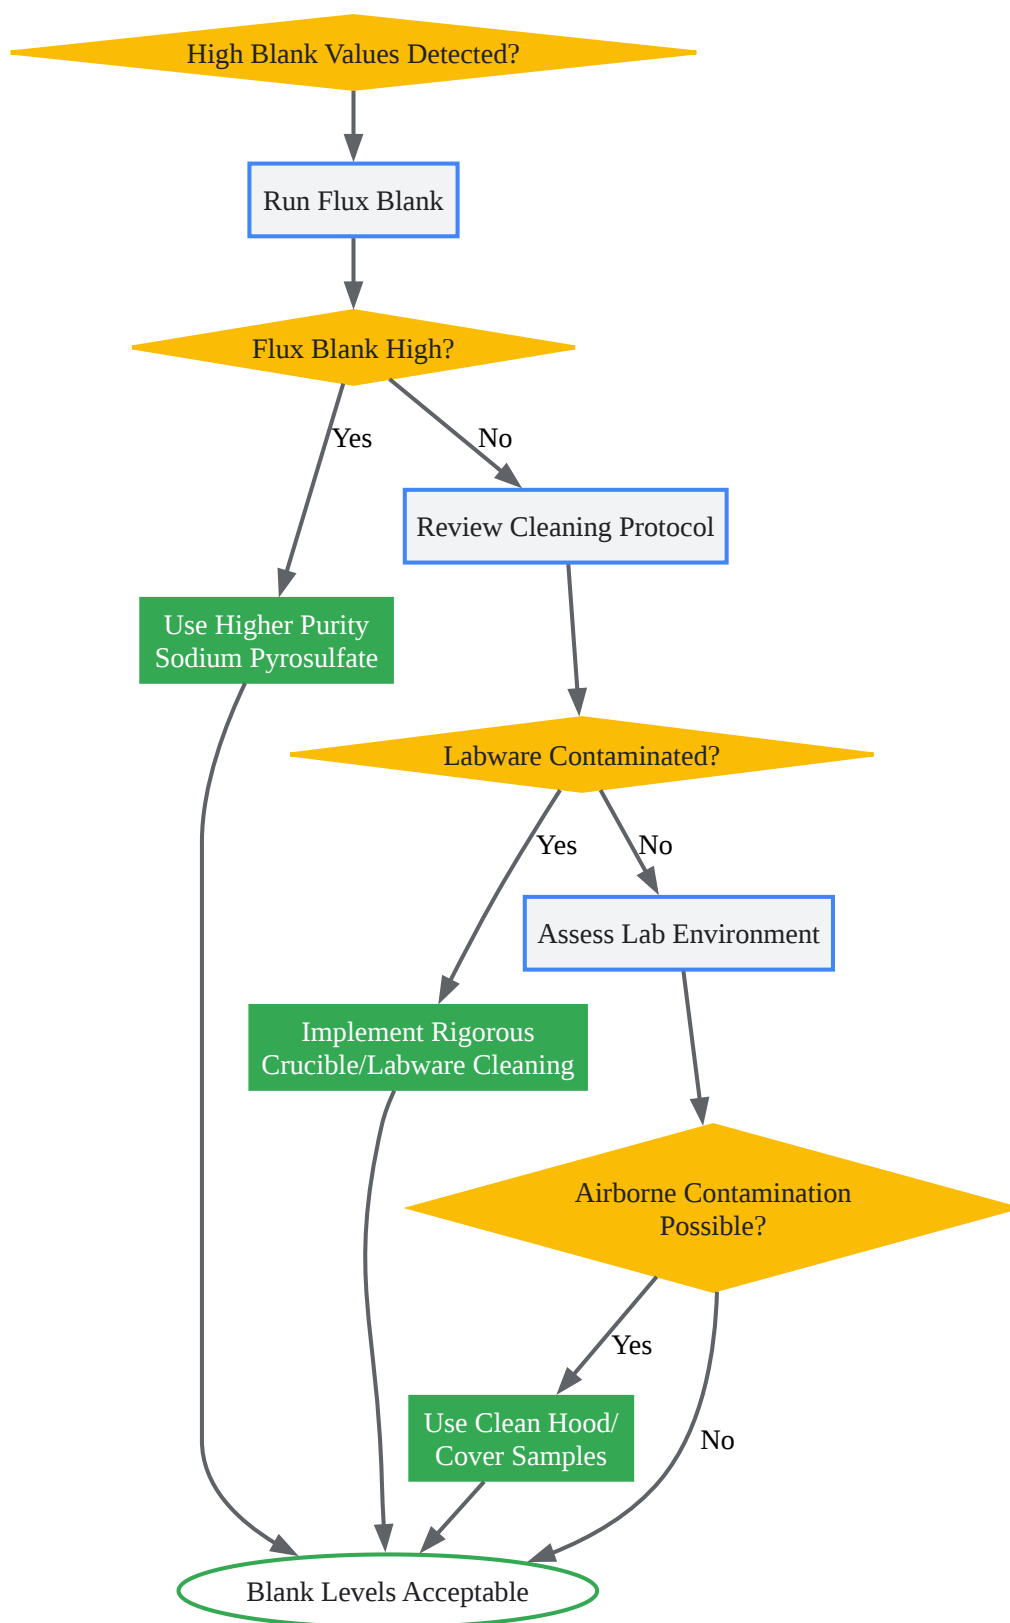 High Blank Values Detected?
Run Flux Blank
Flux Blank High?
Yes
No
Review Cleaning Protocol
Use Higher Purity
Sodium Pyrosulfate
Labware Contaminated?
Yes
No
Assess Lab Environment
Implement Rigorous
Crucible/Labware Cleaning
Airborne Contamination
Possible?
Yes
Use Clean Hood/
Cover Samples
No
Blank Levels Acceptable